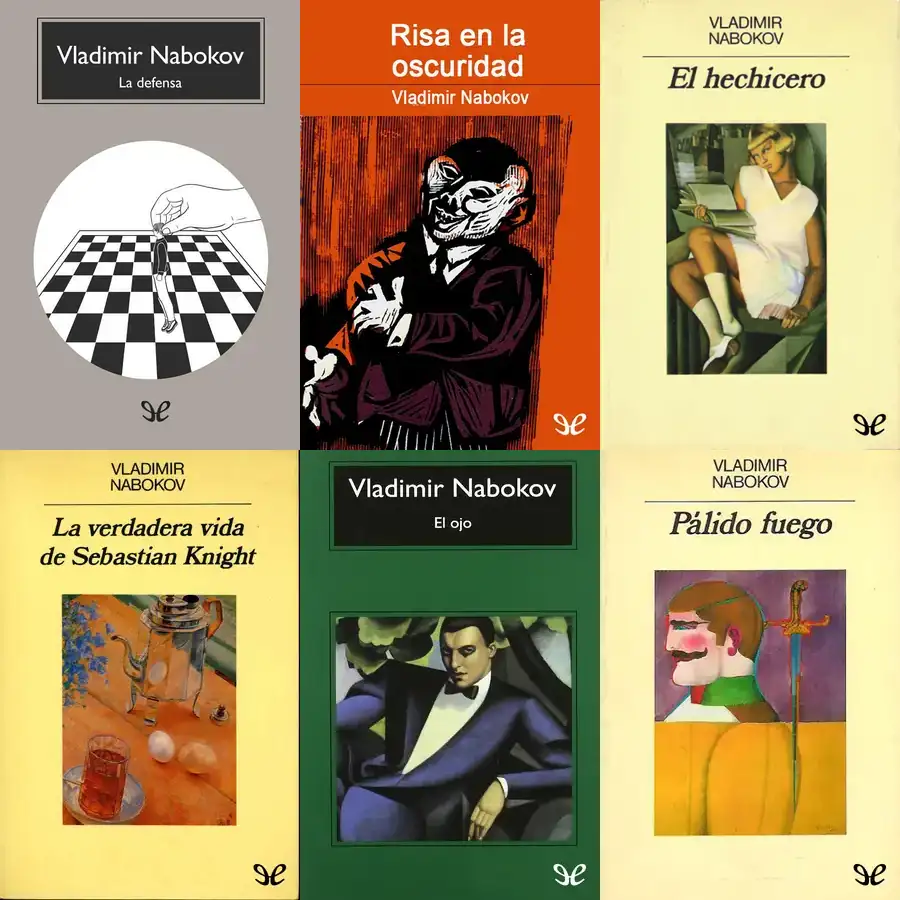 Vladimir Nabokov
La defensa
Risa en la
oscuridad
Vladimir Nabokov
VLADIMIR
NABOKOV
El hechicero
VLADIMIR
NABOKOV
La verdadera vida
de Sebastian Knight
Vladimir Nabokov
El ojo
VLADIMIR
NABOKOV
Pálido fuego